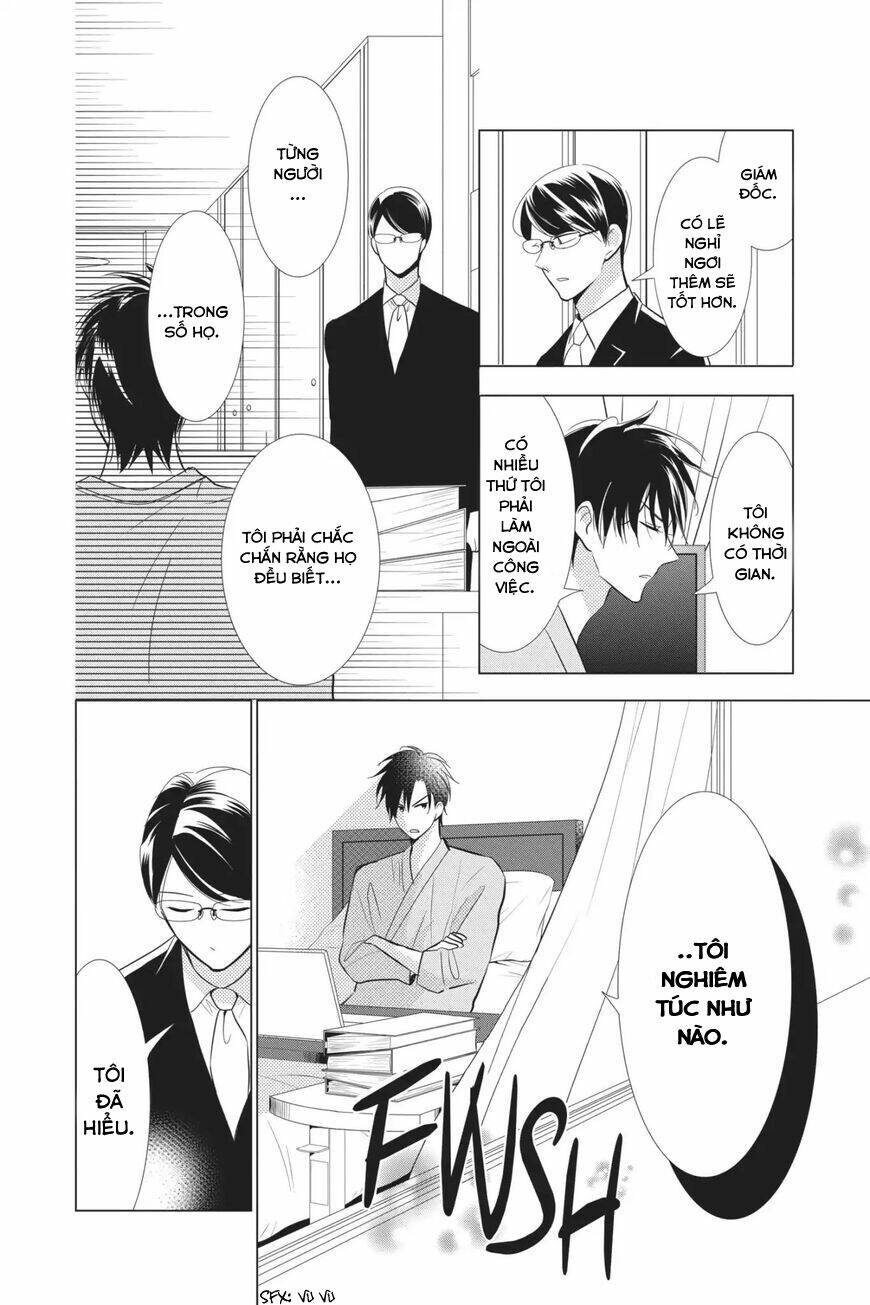 GIÁM
ĐỐC.
CÓ LẼ
NGHỈ
NGƠI
THÊM SẼ
TỐT HƠN.
TÔI
KHÔNG
CÓ THỜI
GIAN.
CÓ
NHIỀU
THỨ TÔI
PHẢI
LÀM
NGOÀI
CÔNG
VIỆC.
TỪNG
NGƯỜI
...
...TRONG
SỐ HỌ.
TÔI PHẢI CHẮC
CHẮN RẰNG HỌ
ĐỀU BIẾT...
..TÔI
NGHIÊM
TÚC NHƯ
NÀO.
FWSH
SFX: VÙ VÙ
TÔI
ĐÃ
HIỂU.